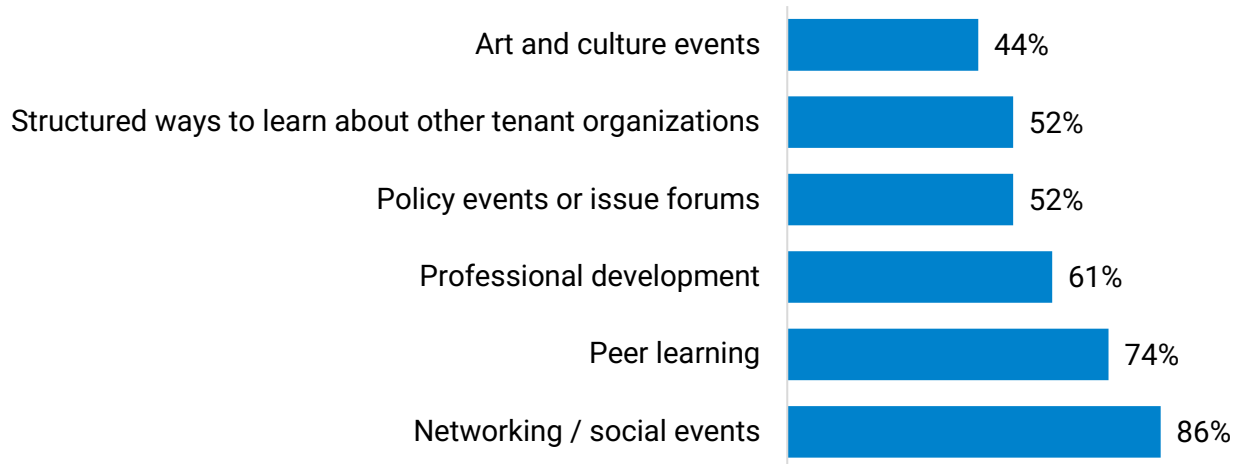 Art and culture events 44%
Structured ways to learn about other tenant organizations 52%
Policy events or issue forums 52%
Professional development 61%
Peer learning 74%
Networking / social events 86%